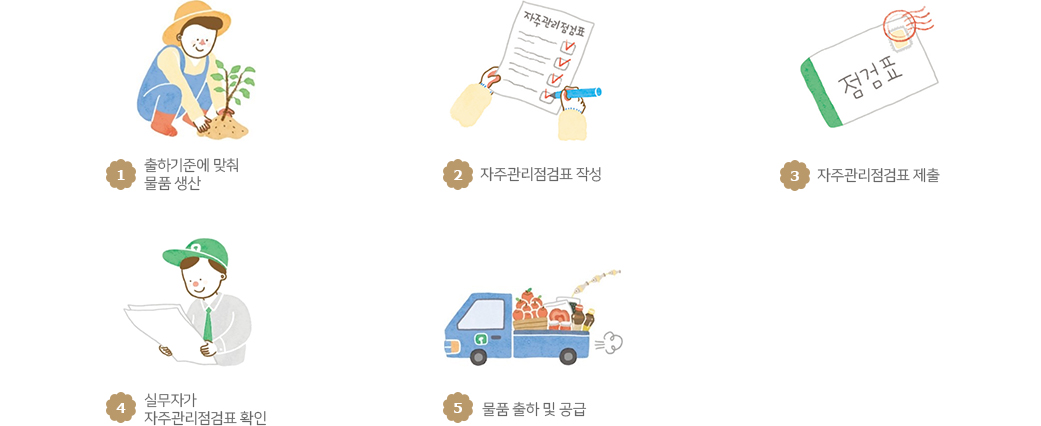 자주관리점검표
점검표
1 출하기준에 맞춰
물품 생산
2 자주관리점검표 작성
3 자주관리점검표 제출
4 실무자가
자주관리점검표 확인
5 물품 출하 및 공급